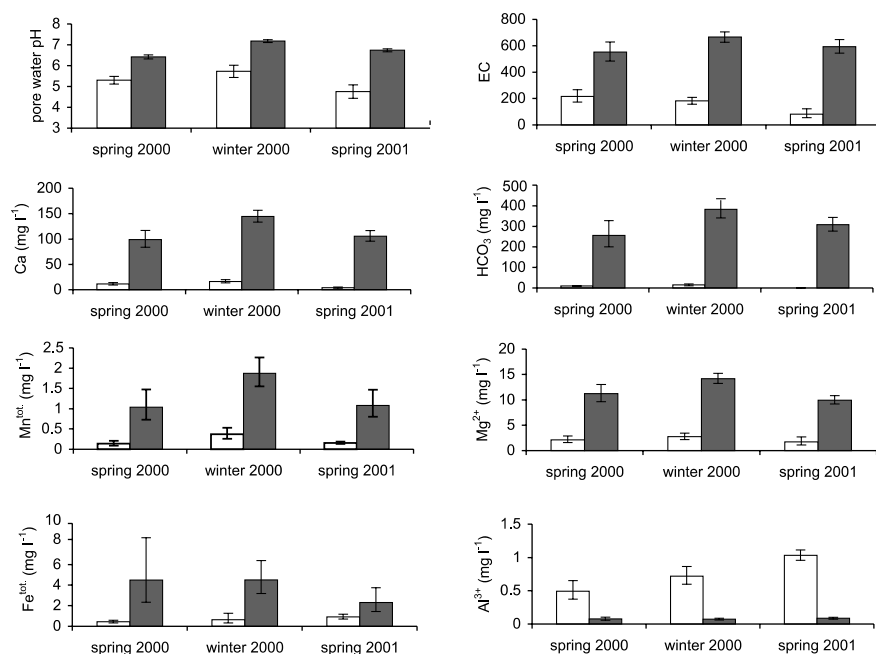 pore water pH
8
7
6
5
4
3
spring 2000 winter 2000 spring 2001
EC
800
600
400
200
0
spring 2000 winter 2000 spring 2001
Ca (mg l⁻¹)
200
150
100
50
0
spring 2000 winter 2000 spring 2001
HCO₃ (mg l⁻¹)
500
400
300
200
100
0
spring 2000 winter 2000 spring 2001
Mnᵗᵒᵗ· (mg l⁻¹)
2.5
2
1.5
1
0.5
0
spring 2000 winter 2000 spring 2001
Mg²⁺ (mg l⁻¹)
20
15
10
5
0
spring 2000 winter 2000 spring 2001
Feᵗᵒᵗ· (mg l⁻¹)
10
8
6
4
2
0
spring 2000 winter 2000 spring 2001
Al³⁺ (mg l⁻¹)
1.5
1
0.5
0
spring 2000 winter 2000 spring 2001